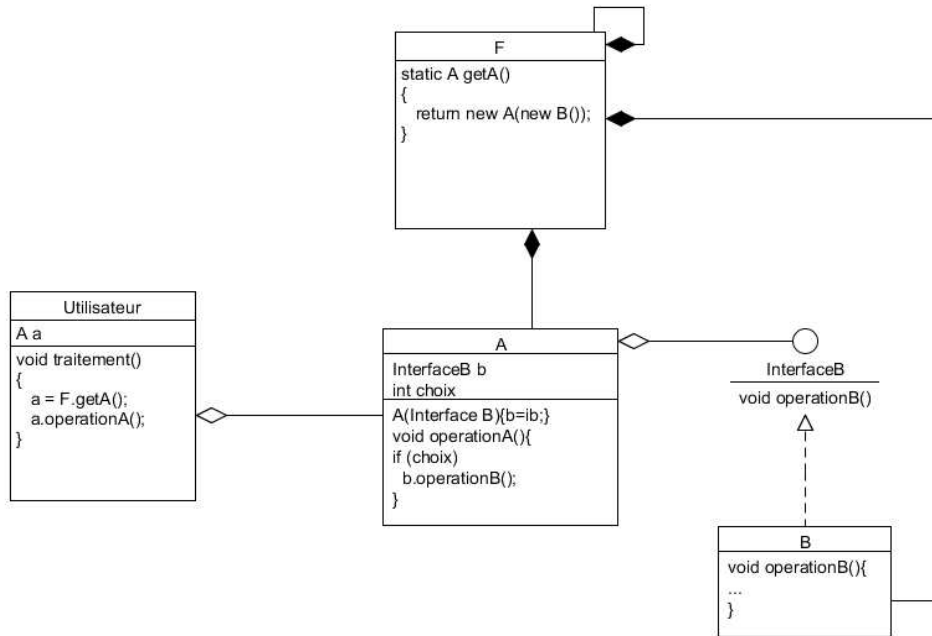 F
static A getA()
{
return new A(new B());
}
Utilisateur
A a
void traitement()
{
a = F.getA();
a.operationA();
}
A
InterfaceB b
int choix
A(Interface B){b=ib;}
void operationA(){
if (choix)
b.operationB();
}
InterfaceB
void operationB()
B
void operationB(){
...
}